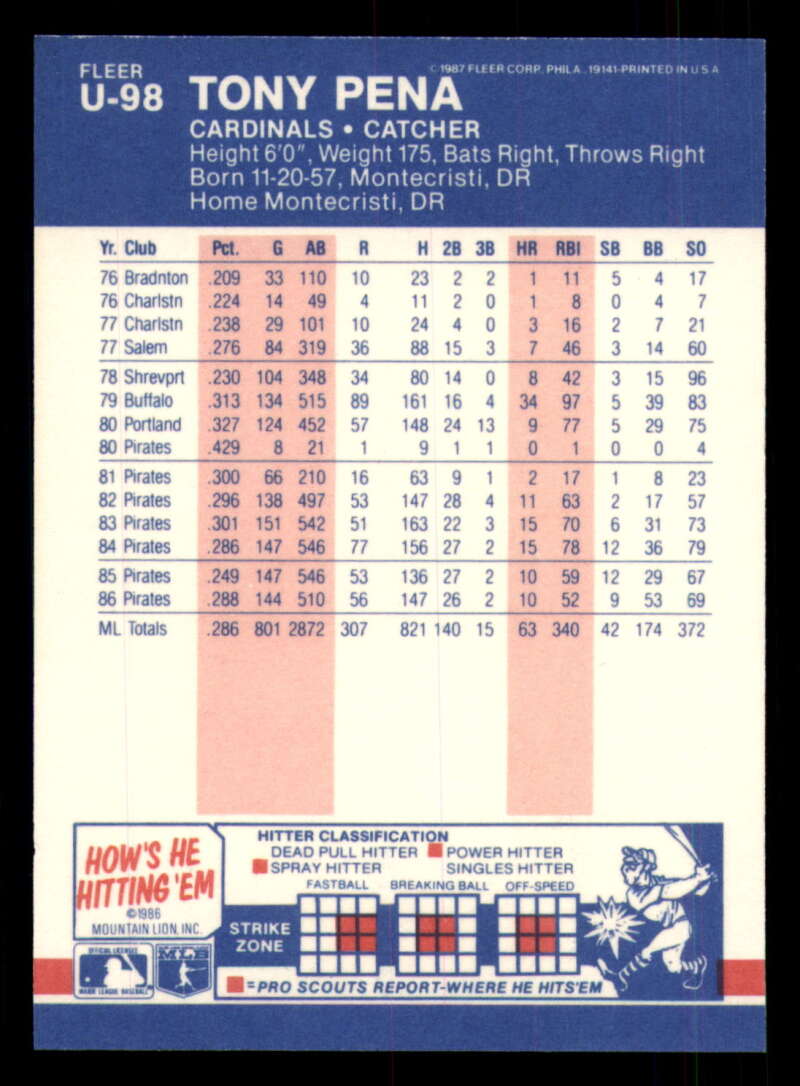 FLEER
U-98
TONY PENA
©1987 FLEER CORP. PHILA. 19141-PRINTED IN U S A
CARDINALS • CATCHER
Height 6'0", Weight 175, Bats Right, Throws Right
Born 11-20-57, Montecristi, DR
Home Montecristi, DR
Yr. Club Pct. G AB R H 2B 3B HR RBI SB BB SO
76 Bradnton .209 33 110 10 23 2 2 1 11 5 4 17
76 Charlstn .224 14 49 4 11 2 0 1 8 0 4 7
77 Charlstn .238 29 101 10 24 4 0 3 16 2 7 21
77 Salem .276 84 319 36 88 15 3 7 46 3 14 60
78 Shrevprt .230 104 348 34 80 14 0 8 42 3 15 96
79 Buffalo .313 134 515 89 161 16 4 34 97 5 39 83
80 Portland .327 124 452 57 148 24 13 9 77 5 29 75
80 Pirates .429 8 21 1 9 1 1 0 1 0 0 4
81 Pirates .300 66 210 16 63 9 1 2 17 1 8 23
82 Pirates .296 138 497 53 147 28 4 11 63 2 17 57
83 Pirates .301 151 542 51 163 22 3 15 70 6 31 73
84 Pirates .286 147 546 77 156 27 2 15 78 12 36 79
85 Pirates .249 147 546 53 136 27 2 10 59 12 29 67
86 Pirates .288 144 510 56 147 26 2 10 52 9 53 69
ML Totals .286 801 2872 307 821 140 15 63 340 42 174 372
HOW'S HE
HITTING 'EM
©1986
MOUNTAIN LION, INC.
OFFICIAL LICENSEE
MAJOR LEAGUE BASEBALL
MLB
HITTER CLASSIFICATION
DEAD PULL HITTER POWER HITTER
SPRAY HITTER SINGLES HITTER
FASTBALL BREAKING BALL OFF-SPEED
STRIKE
ZONE
=PRO SCOUTS REPORT-WHERE HE HITS'EM